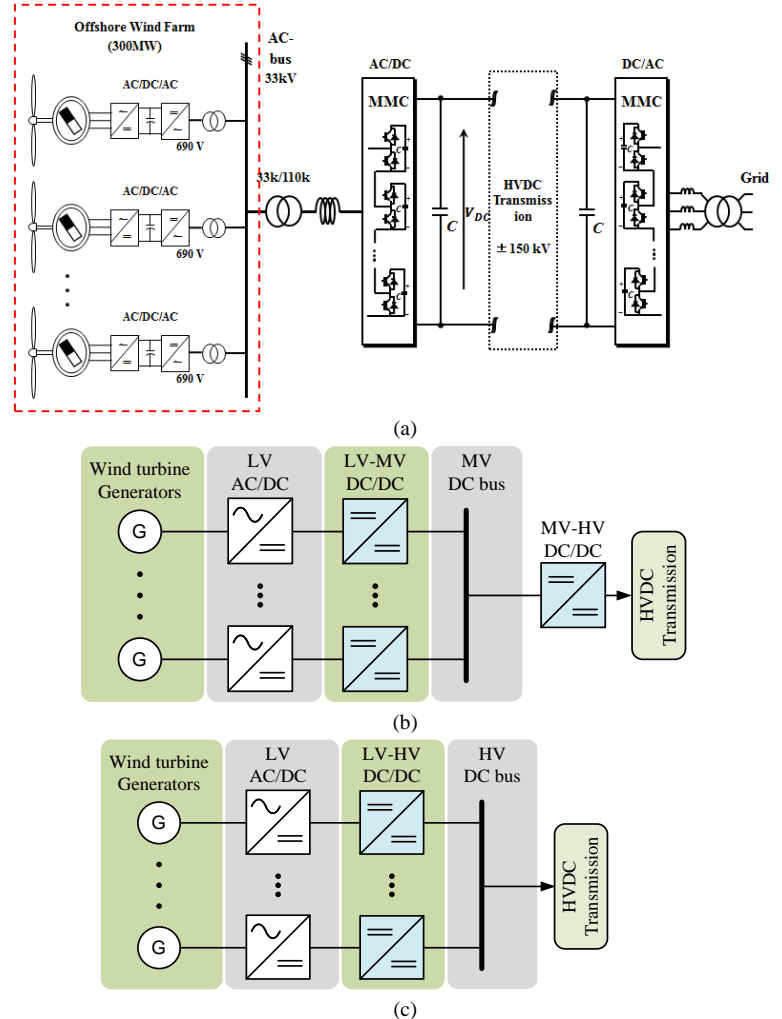 Offshore Wind Farm
(300MW)
AC-
bus
33kV
AC/DC/AC
690 V
AC/DC/AC
690 V
AC/DC/AC
690 V
33k/110k
AC/DC
MMC
C
C
C
C
V_DC
HVDC
Transmiss
ion
± 150 kV
C
DC/AC
MMC
C
C
C
Grid
(a)
Wind turbine
Generators
LV
AC/DC
LV-MV
DC/DC
MV
DC bus
MV-HV
DC/DC
G
G
HVDC
Transmission
(b)
Wind turbine
Generators
LV
AC/DC
LV-HV
DC/DC
HV
DC bus
G
G
HVDC
Transmission
(c)